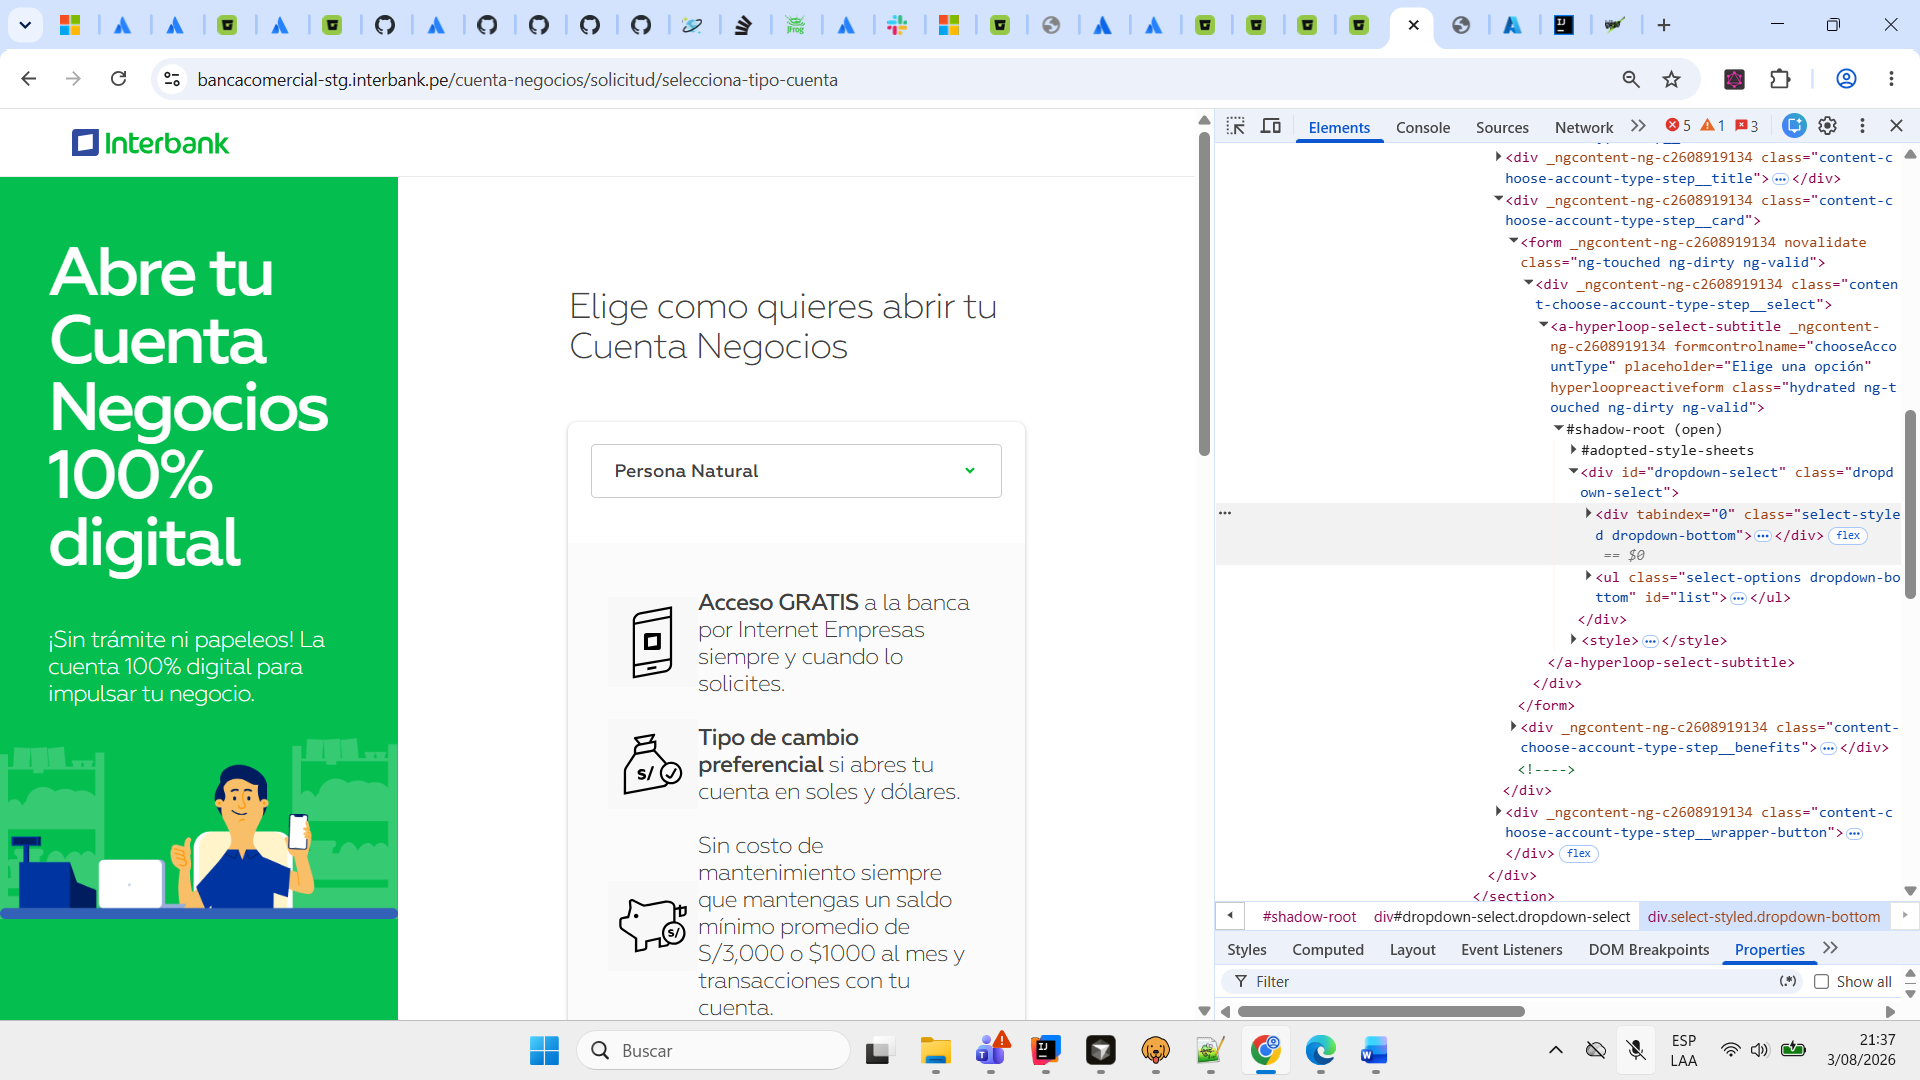 bancacomercial-stg.interbank.pe/cuenta-negocios/solicitud/selecciona-tipo-cuenta
Interbank
Abre tu
Cuenta
Negocios
100%
digital
¡Sin trámite ni papeleos! La
cuenta 100% digital para
impulsar tu negocio.
Elige como quieres abrir tu
Cuenta Negocios
Persona Natural
Acceso GRATIS a la banca
por Internet Empresas
siempre y cuando lo
solicites.
S/
Tipo de cambio
preferencial si abres tu
cuenta en soles y dólares.
S/
Sin costo de
mantenimiento siempre
que mantengas un saldo
mínimo promedio de
S/3,000 o $1000 al mes y
transacciones con tu
cuenta.
Elements
Console
Sources
Network
5
1
3
<div _ngcontent-ng-c2608919134 class="content-c
hoose-account-type-step__title"> ⋯ </div>
<div _ngcontent-ng-c2608919134 class="content-c
hoose-account-type-step__card">
<form _ngcontent-ng-c2608919134 novalidate
class="ng-touched ng-dirty ng-valid">
<div _ngcontent-ng-c2608919134 class="conten
t-choose-account-type-step__select">
<a-hyperloop-select-subtitle _ngcontent-
ng-c2608919134 formcontrolname="chooseAcco
untType" placeholder="Elige una opción"
hyperloopreactiveform class="hydrated ng-t
ouched ng-dirty ng-valid">
#shadow-root (open)
#adopted-style-sheets
<div id="dropdown-select" class="dropd
own-select">
<div tabindex="0" class="select-style
d dropdown-bottom"> ⋯ </div> flex
== $0
<ul class="select-options dropdown-bo
ttom" id="list"> ⋯ </ul>
</div>
<style> ⋯ </style>
</a-hyperloop-select-subtitle>
</div>
</form>
<div _ngcontent-ng-c2608919134 class="content-
choose-account-type-step__benefits"> ⋯ </div>
<!---->
</div>
<div _ngcontent-ng-c2608919134 class="content-c
hoose-account-type-step__wrapper-button"> ⋯
</div> flex
</div>
</section>
#shadow-root div#dropdown-select.dropdown-select div.select-styled.dropdown-bottom
Styles Computed Layout Event Listeners DOM Breakpoints Properties
Filter
(.*)
Show all
Buscar
ESP
LAA
21:37
3/08/2026